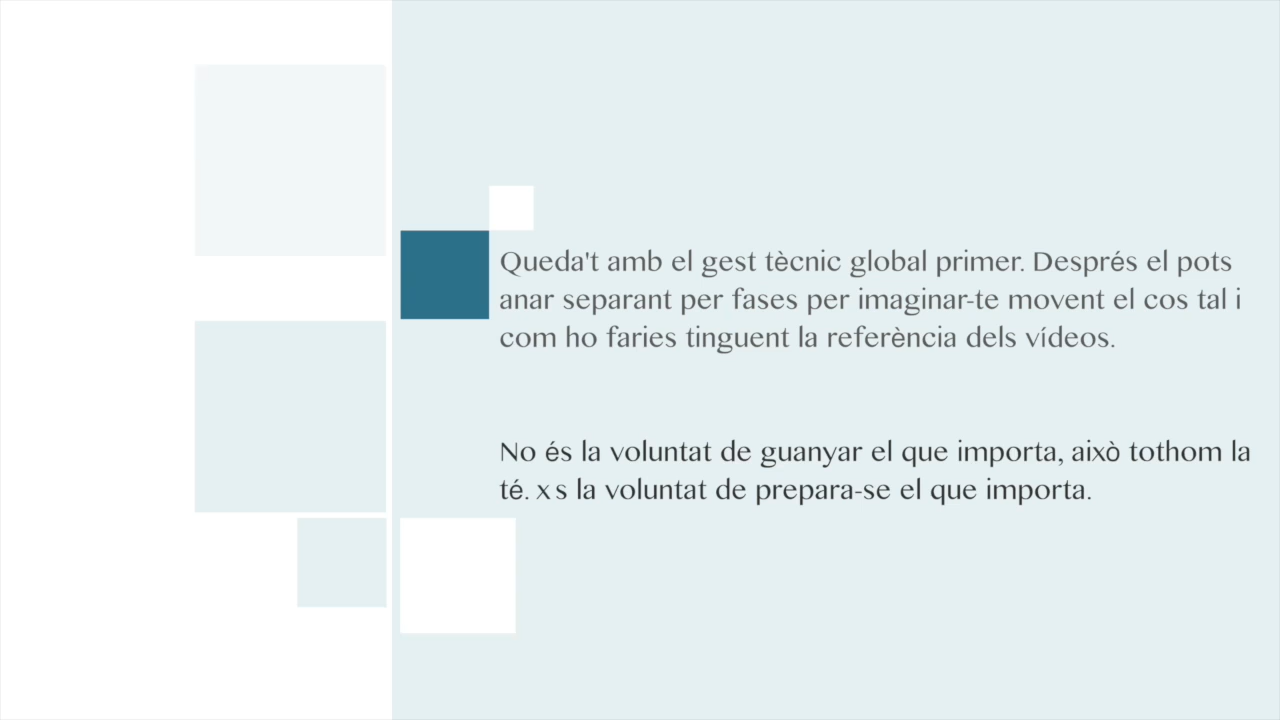 Queda't amb el gest tècnic global primer. Després el pots
anar separant per fases per imaginar-te movent el cos tal i
com ho faries tinguent la referència dels vídeos.
No és la voluntat de guanyar el que importa, això tothom la
té. x s la voluntat de prepara-se el que importa.